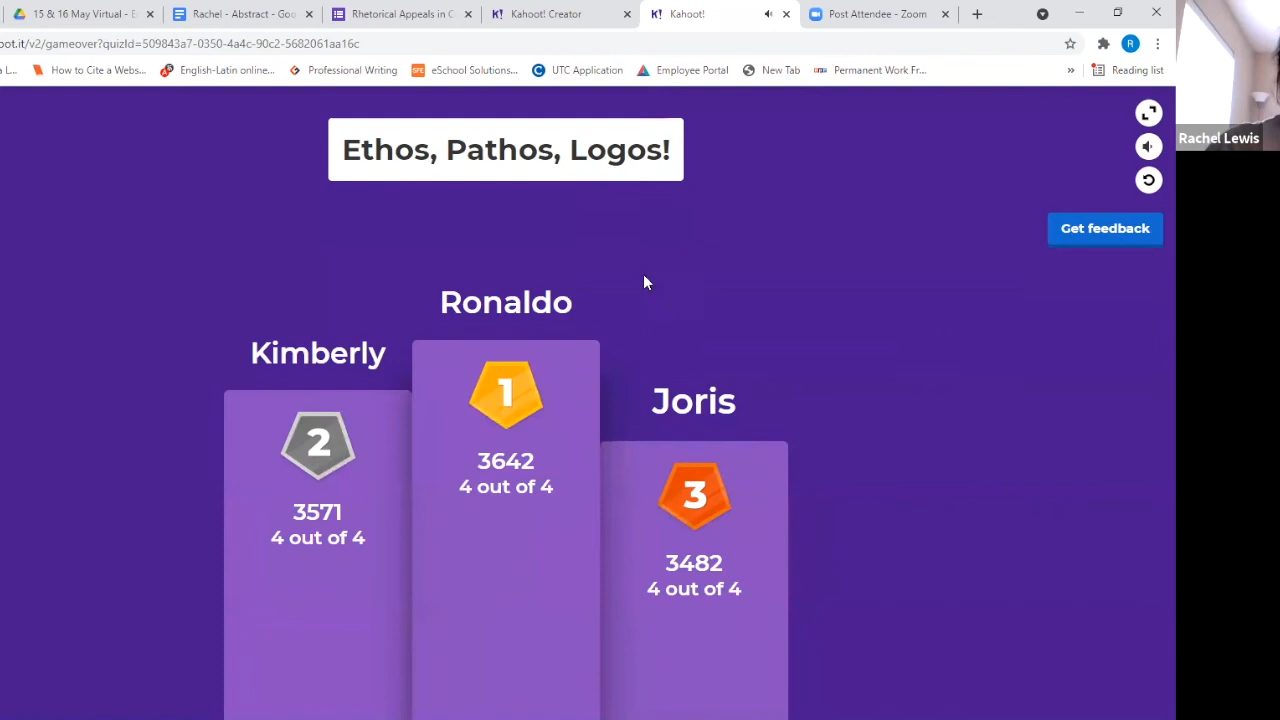 15 & 16 May Virtual - E
Rachel - Abstract - Goo
Rhetorical Appeals in C
K! Kahoot! Creator
K! Kahoot!
Post Attendee - Zoom
oot.it/v2/gameover?quizId=509843a7-0350-4a4c-90c2-5682061aa16c
R
a L...
How to Cite a Webs...
English-Latin online...
Professional Writing
SFE eSchool Solutions...
UTC Application
Employee Portal
New Tab
Permanent Work Fr...
»
Reading list
Rachel Lewis
Ethos, Pathos, Logos!
Get feedback
Ronaldo
1
3642
4 out of 4
Kimberly
2
3571
4 out of 4
Joris
3
3482
4 out of 4